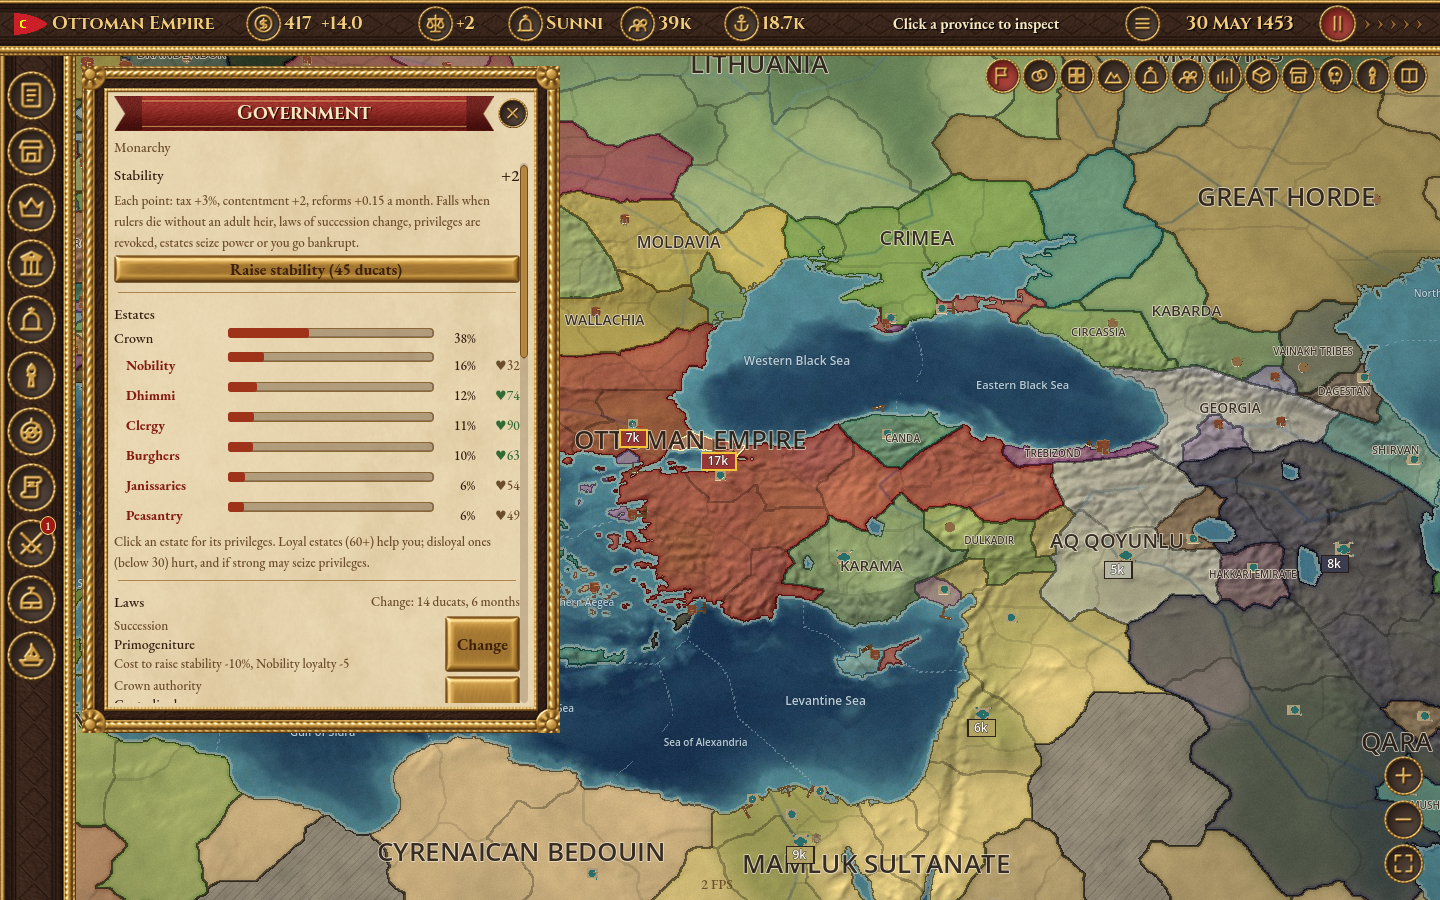 OTTOMAN EMPIRE
417 +14.0
+2
SUNNI
39K
18.7K
Click a province to inspect
30 MAY 1453
GOVERNMENT
Monarchy
Stability
+2
Each point: tax +3%, contentment +2, reforms +0.15 a month. Falls when
rulers die without an adult heir, laws of succession change, privileges are
revoked, estates seize power or you go bankrupt.
Raise stability (45 ducats)
Estates
Crown 38%
Nobility 16% ♥32
Dhimmi 12% ♥74
Clergy 11% ♥90
Burghers 10% ♥63
Janissaries 6% ♥54
Peasantry 6% ♥49
Click an estate for its privileges. Loyal estates (60+) help you; disloyal ones
(below 30) hurt, and if strong may seize privileges.
Laws
Change: 14 ducats, 6 months
Succession
Primogeniture
Cost to raise stability -10%, Nobility loyalty -5
Change
Crown authority
1
LITHUANIA
GREAT HORDE
MOLDAVIA
CRIMEA
WALLACHIA
KABARDA
CIRCASSIA
VAINAKH TRIBES
DAGESTAN
North
Western Black Sea
Eastern Black Sea
GEORGIA
OTTOMAN EMPIRE
7k
17k
CANDA
TREBIZOND
SHIRVAN
DULKADIR
AQ QOYUNLU
5k
KARAMA
HAKKARI EMIRATE
8k
Levantine Sea
6k
Sea of Alexandria
Sea
QARA
MUSH
CYRENAICAN BEDOUIN
9k
MAMLUK SULTANATE
2 FPS